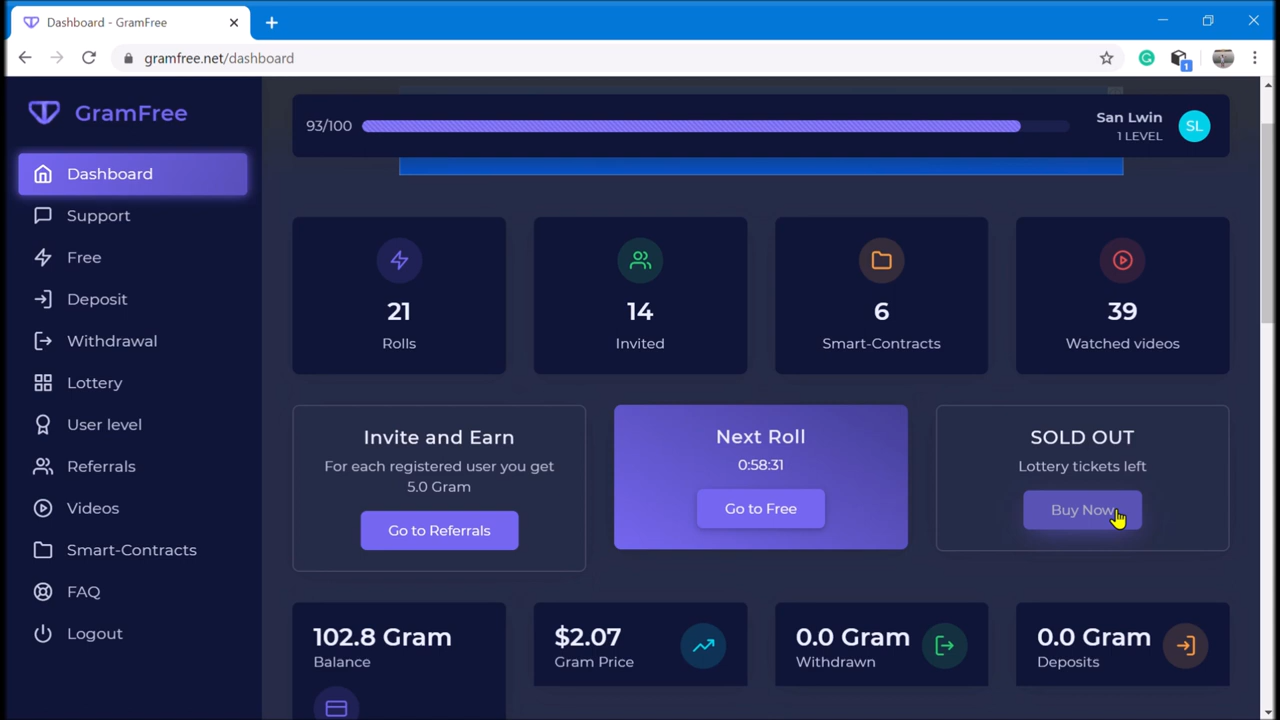 Dashboard - GramFree
gramfree.net/dashboard
1
GramFree
93/100
San Lwin
1 LEVEL
SL
Dashboard
Support
Free
Deposit
Withdrawal
Lottery
User level
Referrals
Videos
Smart-Contracts
FAQ
Logout
21
Rolls
14
Invited
6
Smart-Contracts
39
Watched videos
Invite and Earn
For each registered user you get
5.0 Gram
Go to Referrals
Next Roll
0:58:31
Go to Free
SOLD OUT
Lottery tickets left
Buy Now
102.8 Gram
Balance
$2.07
Gram Price
0.0 Gram
Withdrawn
0.0 Gram
Deposits